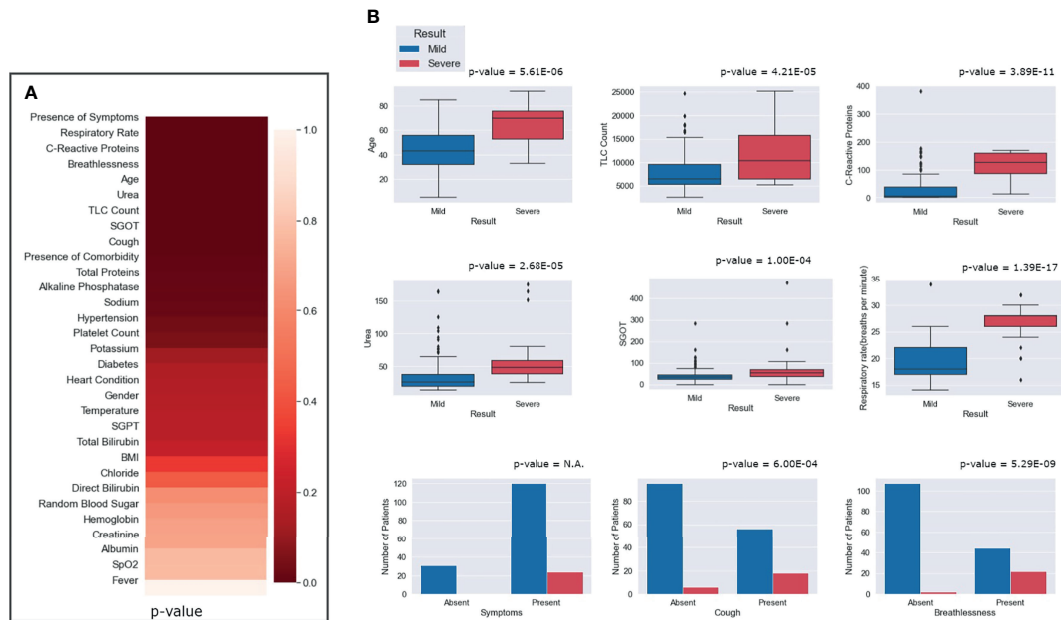 A
Presence of Symptoms
Respiratory Rate
C-Reactive Proteins
Breathlessness
Age
Urea
TLC Count
SGOT
Cough
Presence of Comorbidity
Total Proteins
Alkaline Phosphatase
Sodium
Hypertension
Platelet Count
Potassium
Diabetes
Heart Condition
Gender
Temperature
SGPT
Total Bilirubin
BMI
Chloride
Direct Bilirubin
Random Blood Sugar
Hemoglobin
Creatinine
Albumin
SpO2
Fever
p-value
1.0
0.8
0.6
0.4
0.2
0.0
B
Result
Mild
Severe
p-value = 5.61E-06
80
60
40
20
Age
Mild Severe
Result
p-value = 4.21E-05
25000
20000
15000
10000
5000
TLC Count
Mild Severe
Result
p-value = 3.89E-11
400
300
200
100
0
C-Reactive Proteins
Mild Severe
Result
p-value = 2.68E-05
150
100
50
Urea
Mild Severe
Result
p-value = 1.00E-04
400
300
200
100
0
SGOT
Mild Severe
Result
p-value = 1.39E-17
35
30
25
20
15
Respiratory rate(breaths per minute)
Mild Severe
Result
p-value = N.A.
120
100
80
60
40
20
0
Number of Patients
Absent Present
Symptoms
p-value = 6.00E-04
80
60
40
20
0
Number of Patients
Absent Present
Cough
p-value = 5.29E-09
100
80
60
40
20
0
Number of Patients
Absent Present
Breathlessness